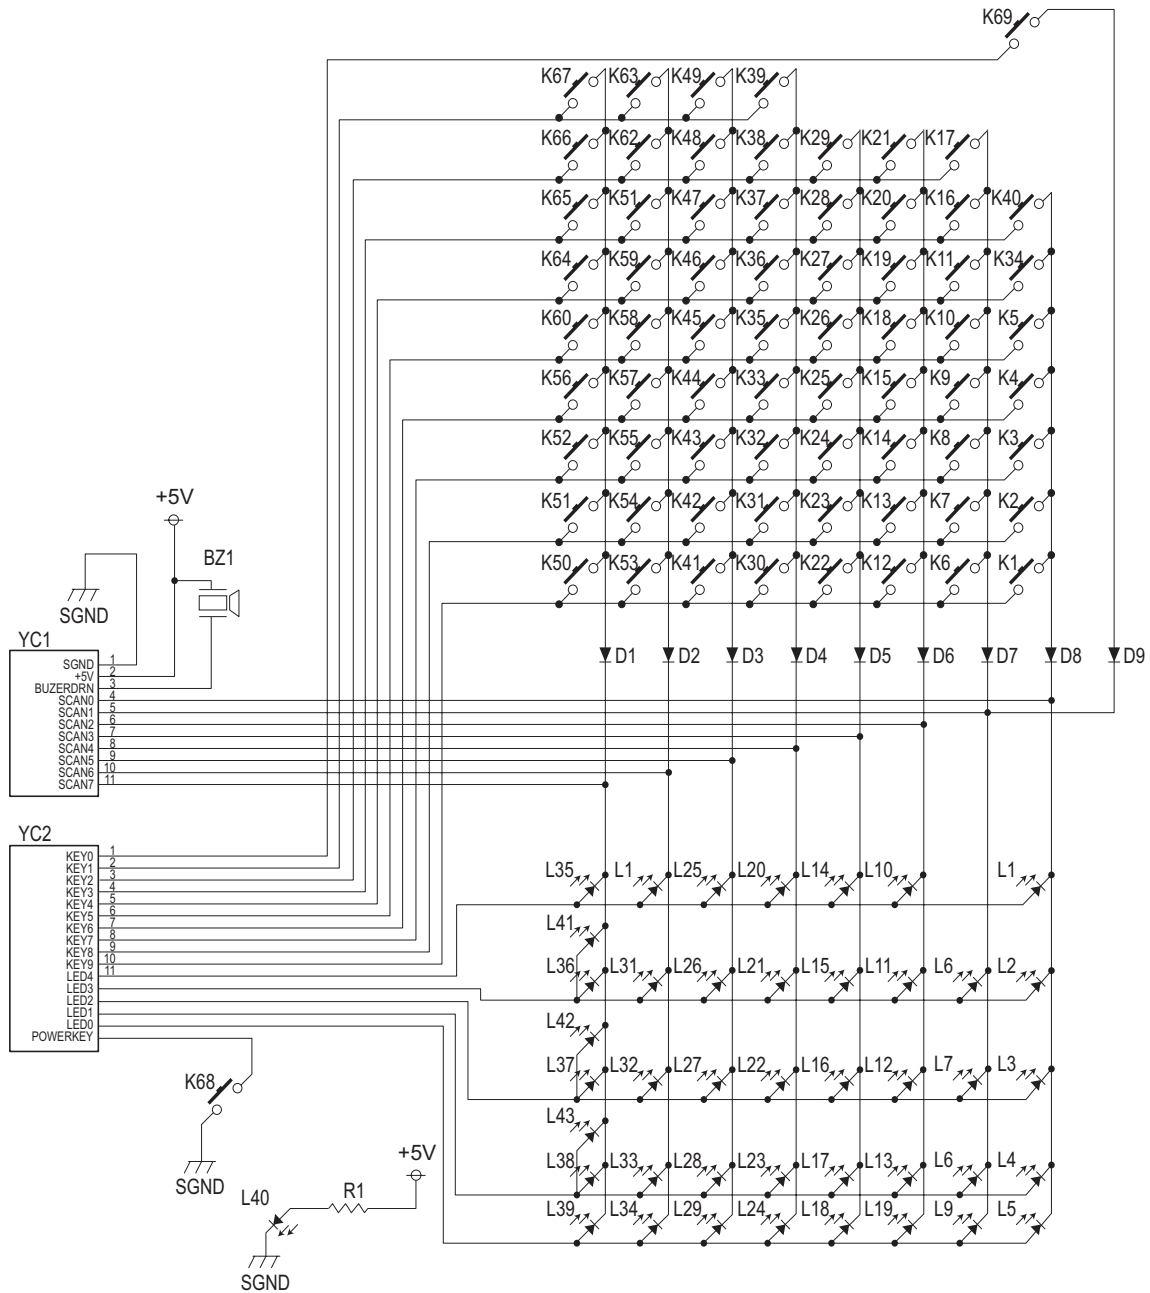 K69
K67 K63 K49 K39
K66 K62 K48 K38 K29 K21 K17
K65 K51 K47 K37 K28 K20 K16 K40
K64 K59 K46 K36 K27 K19 K11 K34
K60 K58 K45 K35 K26 K18 K10 K5
K56 K57 K44 K33 K25 K15 K9 K4
K52 K55 K43 K32 K24 K14 K8 K3
K51 K54 K42 K31 K23 K13 K7 K2
K50 K53 K41 K30 K22 K12 K6 K1
+5V
BZ1
SGND
D1 D2 D3 D4 D5 D6 D7 D8 D9
YC1
SGND 1
+5V 2
BUZERDRN 3
SCAN0 4
SCAN1 5
SCAN2 6
SCAN3 7
SCAN4 8
SCAN5 9
SCAN6 10
SCAN7 11
YC2
KEY0 1
KEY1 2
KEY2 3
KEY3 4
KEY4 5
KEY5 6
KEY6 7
KEY7 8
KEY8 9
KEY9 10
LED4 11
LED3
LED2
LED1
LED0
POWERKEY
L35 L1 L25 L20 L14 L10 L1
L41
L36 L31 L26 L21 L15 L11 L6 L2
L42
L37 L32 L27 L22 L16 L12 L7 L3
L43
L38 L33 L28 L23 L17 L13 L6 L4
L39 L34 L29 L24 L18 L19 L9 L5
K68
SGND
+5V
L40 R1
SGND